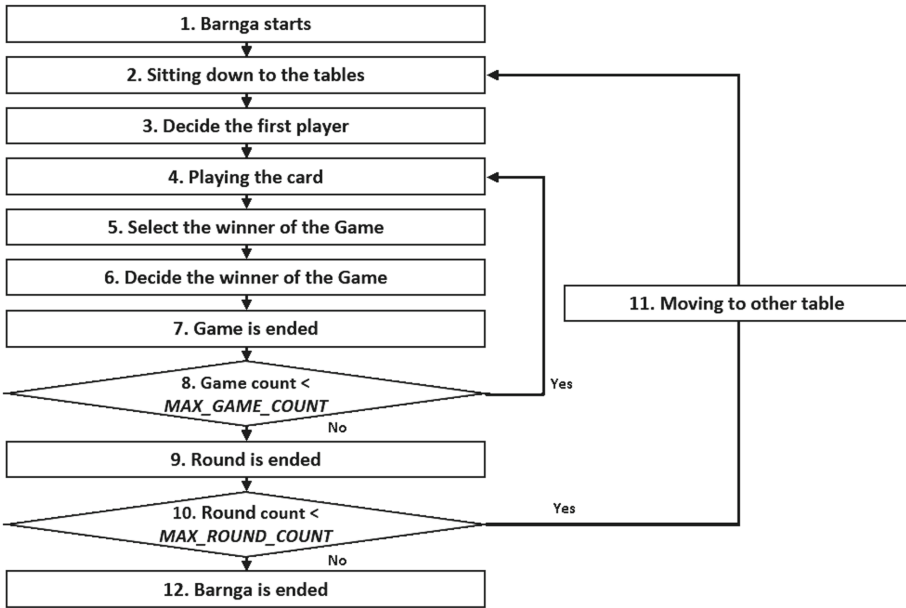 1. Barnga starts
2. Sitting down to the tables
3. Decide the first player
4. Playing the card
5. Select the winner of the Game
6. Decide the winner of the Game
11. Moving to other table
7. Game is ended
8. Game count <
MAX_GAME_COUNT
Yes
No
9. Round is ended
10. Round count <
MAX_ROUND_COUNT
Yes
No
12. Barnga is ended